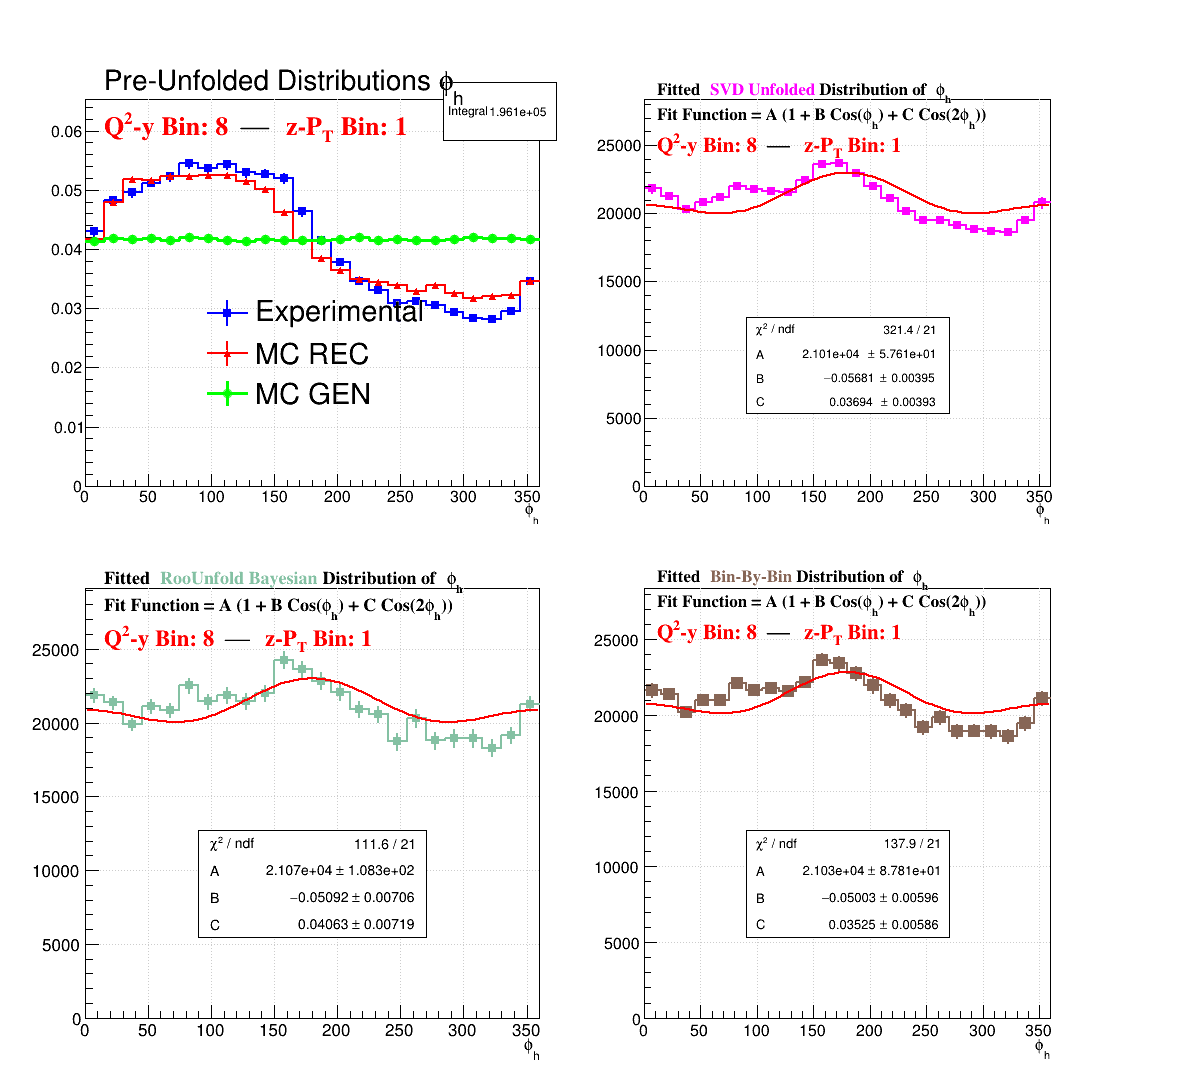 Pre-Unfolded Distributions ϕh
Integral 1.961e+05
Q²-y Bin: 8 — z-PT Bin: 1
0.06
0.05
0.04
0.03
0.02
0.01
0
Experimental
MC REC
MC GEN
0 50 100 150 200 250 300 350
ϕh
Fitted SVD Unfolded Distribution of ϕh
Fit Function = A (1 + B Cos(ϕh) + C Cos(2ϕh))
Q²-y Bin: 8 — z-PT Bin: 1
25000
20000
15000
10000
5000
0
χ² / ndf 321.4 / 21
A 2.101e+04 ± 5.761e+01
B −0.05681 ± 0.00395
C 0.03694 ± 0.00393
0 50 100 150 200 250 300 350
ϕh
Fitted RooUnfold Bayesian Distribution of ϕh
Fit Function = A (1 + B Cos(ϕh) + C Cos(2ϕh))
Q²-y Bin: 8 — z-PT Bin: 1
25000
20000
15000
10000
5000
0
χ² / ndf 111.6 / 21
A 2.107e+04 ± 1.083e+02
B −0.05092 ± 0.00706
C 0.04063 ± 0.00719
0 50 100 150 200 250 300 350
ϕh
Fitted Bin-By-Bin Distribution of ϕh
Fit Function = A (1 + B Cos(ϕh) + C Cos(2ϕh))
Q²-y Bin: 8 — z-PT Bin: 1
25000
20000
15000
10000
5000
0
χ² / ndf 137.9 / 21
A 2.103e+04 ± 8.781e+01
B −0.05003 ± 0.00596
C 0.03525 ± 0.00586
0 50 100 150 200 250 300 350
ϕh